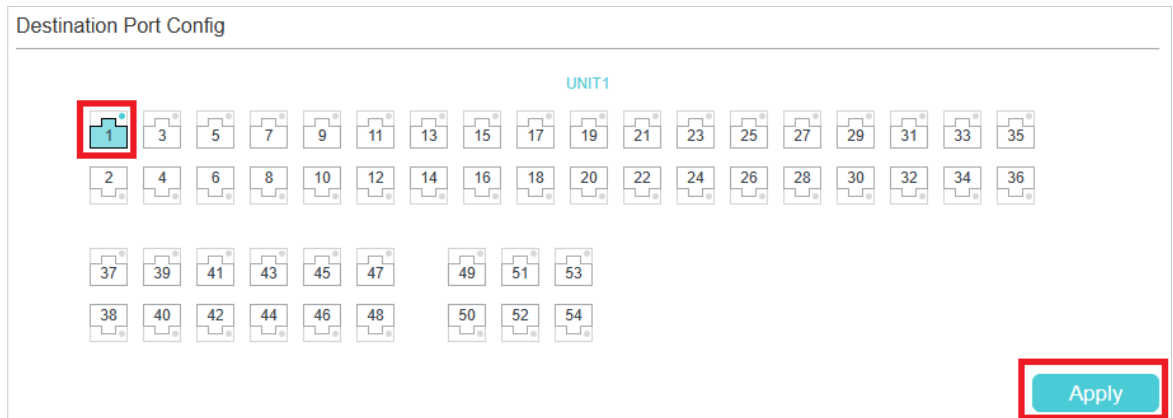 Destination Port Config
UNIT1
1 3 5 7 9 11 13 15 17 19 21 23 25 27 29 31 33 35
2 4 6 8 10 12 14 16 18 20 22 24 26 28 30 32 34 36
37 39 41 43 45 47 49 51 53
38 40 42 44 46 48 50 52 54
Apply